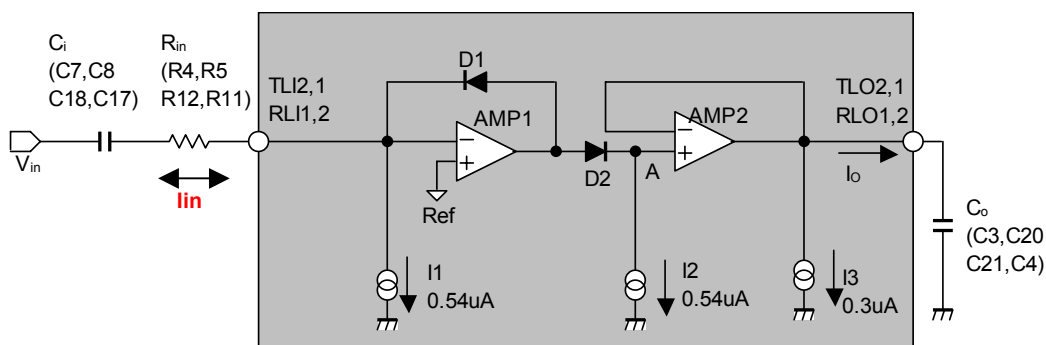 Ci
(C7,C8
C18,C17)
Rin
(R4,R5
R12,R11)
Vin
Iin
TLI2,1
RLI1,2
D1
AMP1
−
+
Ref
D2
A
AMP2
−
+
TLO2,1
RLO1,2
IO
I1
0.54uA
I2
0.54uA
I3
0.3uA
Co
(C3,C20
C21,C4)